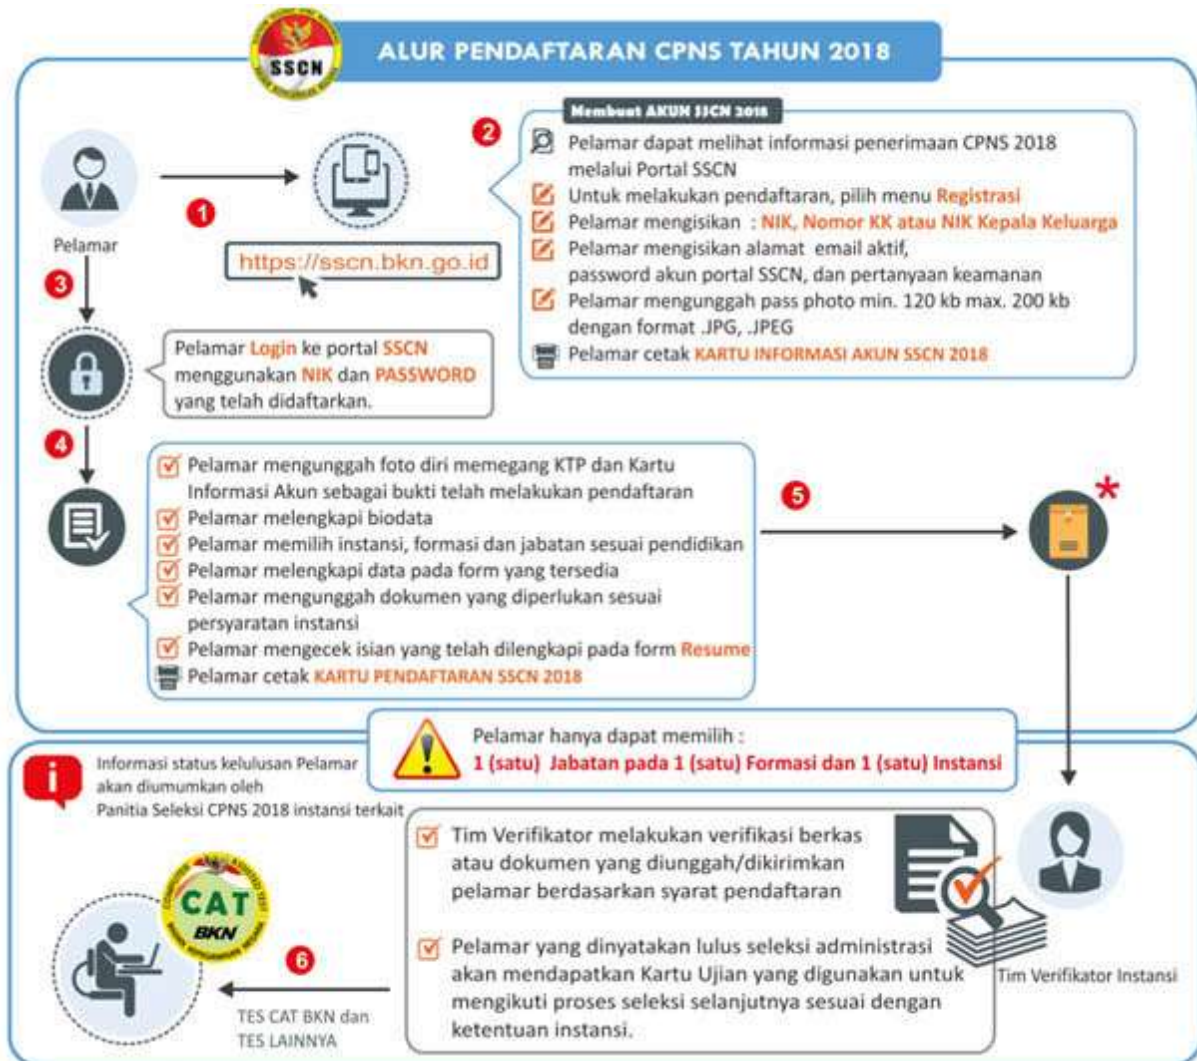 SSCN
ALUR PENDAFTARAN CPNS TAHUN 2018
Pelamar
1
https://sscn.bkn.go.id
2
Membuat AKUN SSCN 2018
Pelamar dapat melihat informasi penerimaan CPNS 2018
melalui Portal SSCN
Untuk melakukan pendaftaran, pilih menu Registrasi
Pelamar mengisikan : NIK, Nomor KK atau NIK Kepala Keluarga
Pelamar mengisikan alamat email aktif,
password akun portal SSCN, dan pertanyaan keamanan
Pelamar mengunggah pass photo min. 120 kb max. 200 kb
dengan format .JPG, .JPEG
Pelamar cetak KARTU INFORMASI AKUN SSCN 2018
3
Pelamar Login ke portal SSCN
menggunakan NIK dan PASSWORD
yang telah didaftarkan.
4
Pelamar mengunggah foto diri memegang KTP dan Kartu
Informasi Akun sebagai bukti telah melakukan pendaftaran
Pelamar melengkapi biodata
Pelamar memilih instansi, formasi dan jabatan sesuai pendidikan
Pelamar melengkapi data pada form yang tersedia
Pelamar mengunggah dokumen yang diperlukan sesuai
persyaratan instansi
Pelamar mengecek isian yang telah dilengkapi pada form Resume
Pelamar cetak KARTU PENDAFTARAN SSCN 2018
5
*
Pelamar hanya dapat memilih :
1 (satu) Jabatan pada 1 (satu) Formasi dan 1 (satu) Instansi
i
Informasi status kelulusan Pelamar
akan diumumkan oleh
Panitia Seleksi CPNS 2018 instansi terkait
Tim Verifikator melakukan verifikasi berkas
atau dokumen yang diunggah/dikirimkan
pelamar berdasarkan syarat pendaftaran
Pelamar yang dinyatakan lulus seleksi administrasi
akan mendapatkan Kartu Ujian yang digunakan untuk
mengikuti proses seleksi selanjutnya sesuai dengan
ketentuan instansi.
Tim Verifikator Instansi
CAT
BKN
6
TES CAT BKN dan
TES LAINNYA